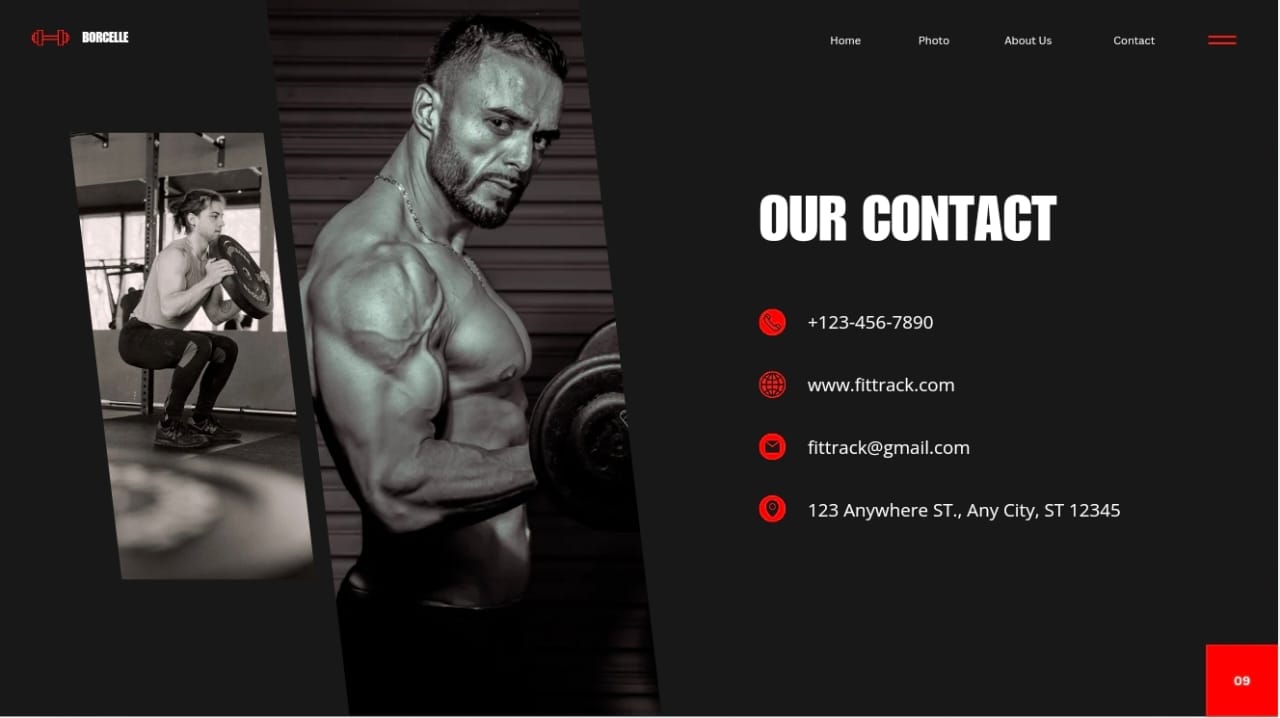 BORCELLE
Home Photo About Us Contact
OUR CONTACT
+123-456-7890
www.fittrack.com
fittrack@gmail.com
123 Anywhere ST., Any City, ST 12345
09